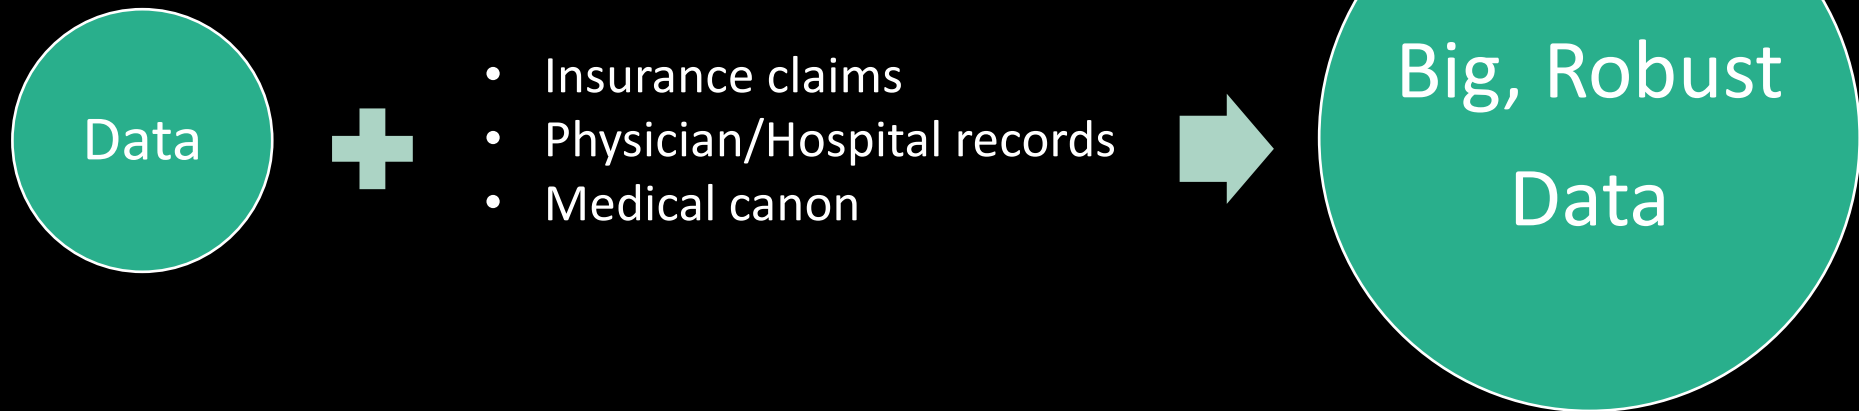 Data
• Insurance claims
• Physician/Hospital records
• Medical canon
Big, Robust
Data